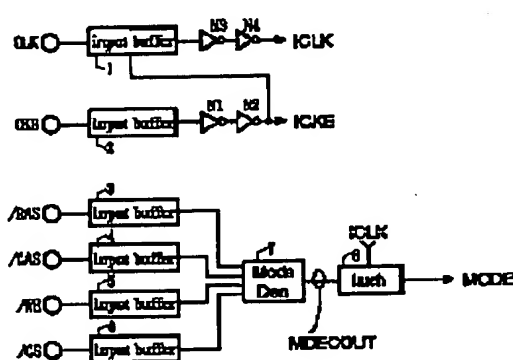 CLK input buffer N3 N4 ICLK
1
CKE input buffer N1 N2 ICKE
2
3
/RAS input buffer
4
/CAS input buffer
5
/WE input buffer
6
/CS input buffer
7
Mode
Dec
MDECOUT
ICLK
8
latch
MODE